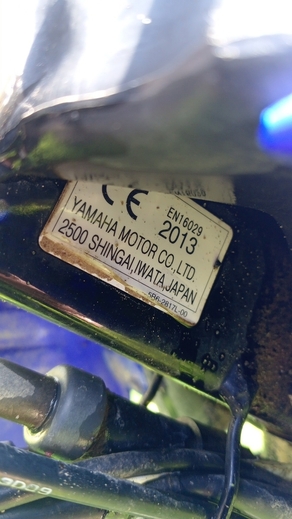 CE
EN16029
2013
YAMAHA MOTOR CO.,LTD.
2500 SHINGAI,IWATA,JAPAN